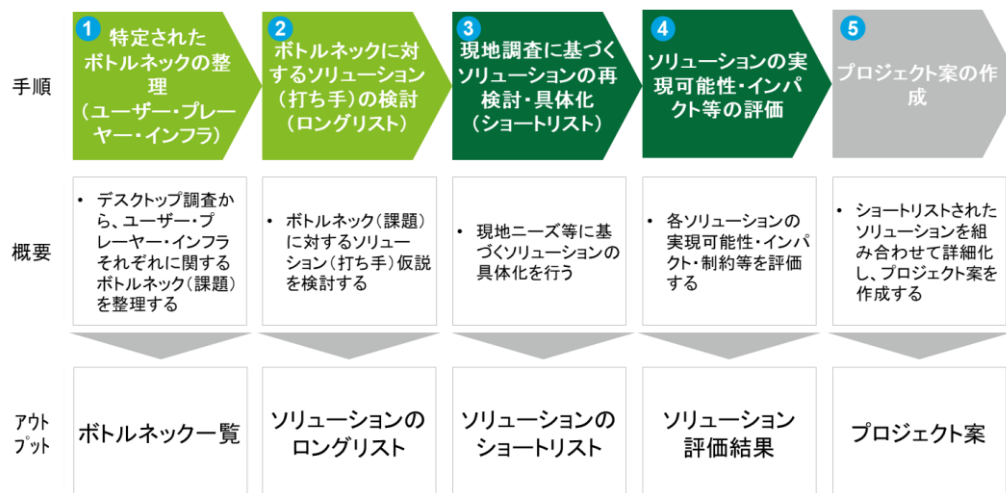 手順
1
特定された
ボトルネックの整
理
（ユーザー・プレー
ヤー・インフラ）
2
ボトルネックに対
するソリューション
（打ち手）の検討
（ロングリスト）
3
現地調査に基づく
ソリューションの再
検討・具体化
（ショートリスト）
4
ソリューションの実
現可能性・インパ
クト等の評価
5
プロジェクト案の作
成
概要
• デスクトップ調査か
ら、ユーザー・プ
レーヤー・インフラ
それぞれに関する
ボトルネック（課題）
を整理する
• ボトルネック（課題）
に対するソリュー
ション（打ち手）仮説
を検討する
• 現地ニーズ等に基
づくソリューションの
具体化を行う
• 各ソリューションの
実現可能性・インパ
クト・制約等を評価
する
• ショートリストされた
ソリューションを組
み合わせて詳細化
し、プロジェクト案を
作成する
アウト
プット
ボトルネック一覧
ソリューションの
ロングリスト
ソリューションの
ショートリスト
ソリューション
評価結果
プロジェクト案